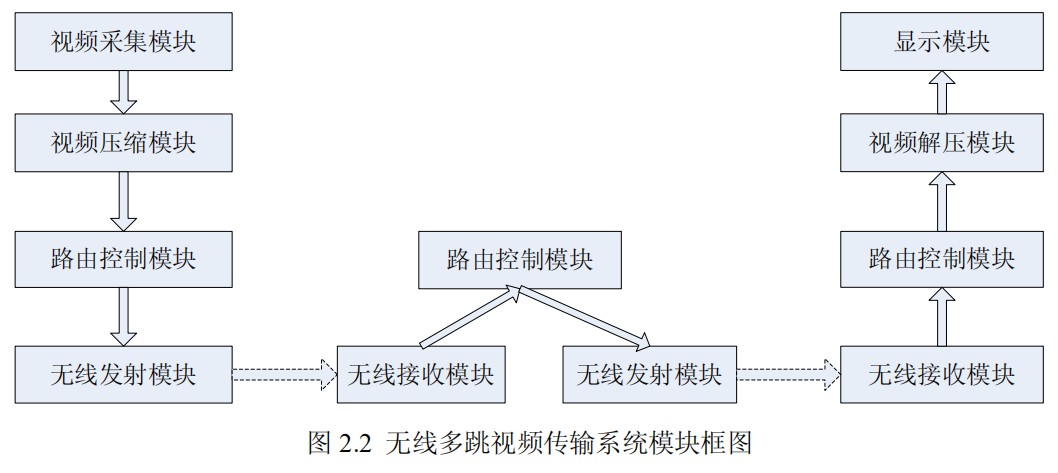 视频采集模块
显示模块
视频压缩模块
视频解压模块
路由控制模块
路由控制模块
路由控制模块
无线发射模块
无线接收模块
无线发射模块
无线接收模块
图 2.2 无线多跳视频传输系统模块框图